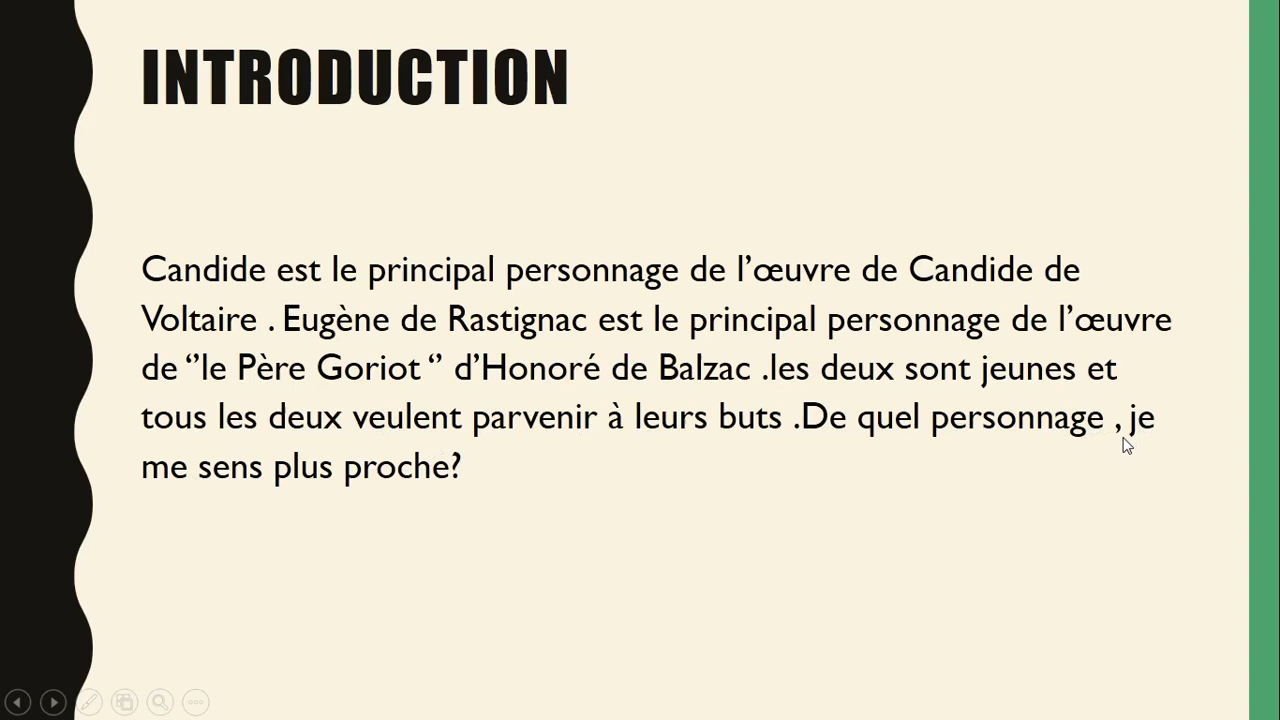 INTRODUCTION
Candide est le principal personnage de l’œuvre de Candide de
Voltaire . Eugène de Rastignac est le principal personnage de l’œuvre
de ‘’le Père Goriot ‘’ d’Honoré de Balzac .les deux sont jeunes et
tous les deux veulent parvenir à leurs buts .De quel personnage , je
me sens plus proche?